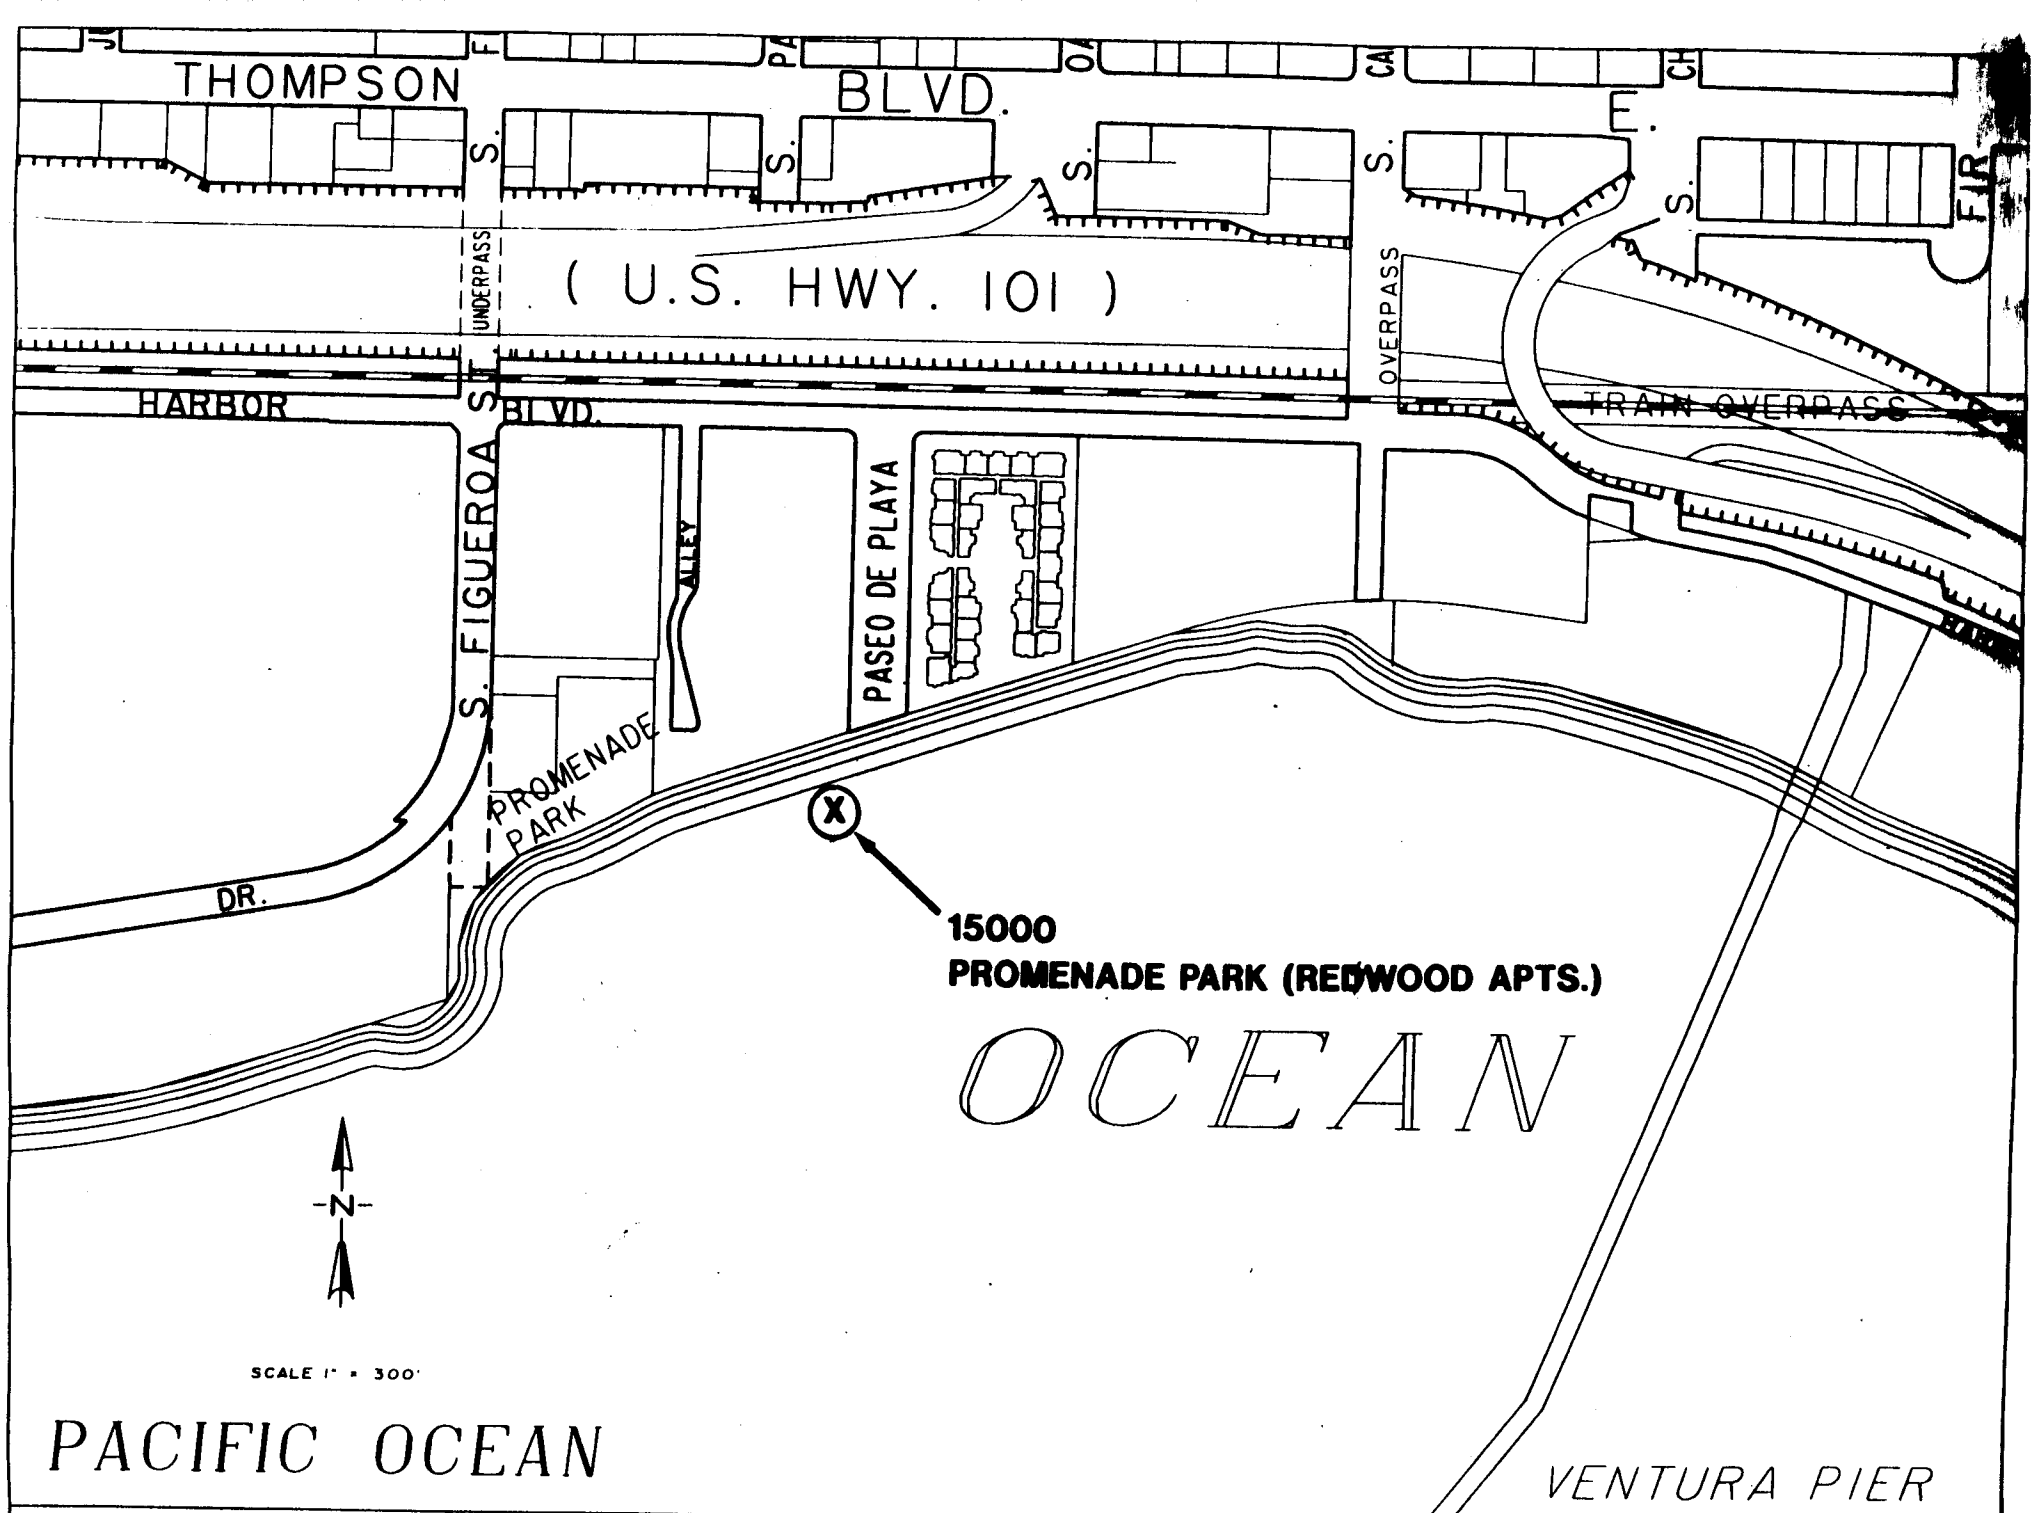 THOMPSON BLVD. E.
S. S. S. S. S. FIR
UNDERPASS
( U.S. HWY. 101 )
OVERPASS
TRAIN OVERPASS
HARBOR BLVD.
S. FIGUEROA ST.
ALLEY
PASEO DE PLAYA
PROMENADE
PARK
DR.
X
15000
PROMENADE PARK (REDWOOD APTS.)
OCEAN
-N-
SCALE 1" = 300'
PACIFIC OCEAN
VENTURA PIER